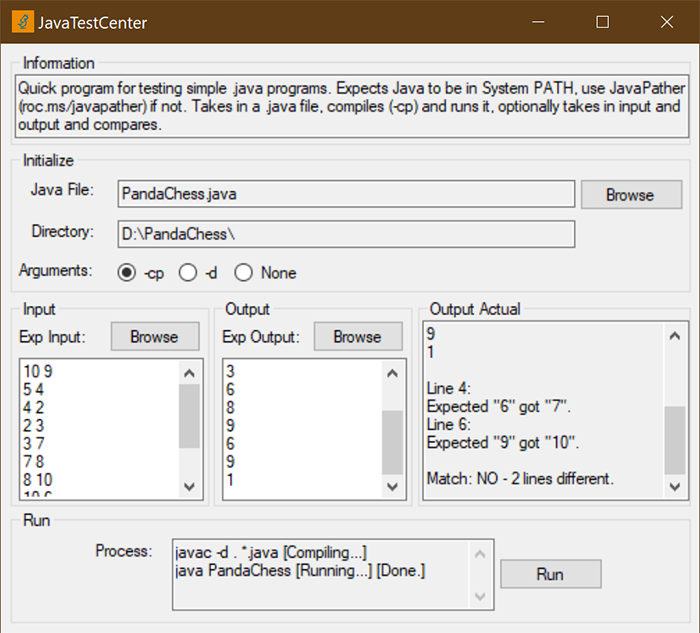 JavaTestCenter
Information
Quick program for testing simple .java programs. Expects Java to be in System PATH, use JavaPather
(roc.ms/javapather) if not. Takes in a .java file, compiles (-cp) and runs it, optionally takes in input and
output and compares.
Initialize
Java File:
PandaChess.java
Browse
Directory:
D:\PandaChess\
Arguments:
-cp
-d
None
Input
Exp Input:
Browse
10 9
5 4
4 2
2 3
3 7
7 8
8 10
10 6
Output
Exp Output:
Browse
3
6
8
9
6
9
1
Output Actual
9
1
Line 4:
Expected "6" got "7".
Line 6:
Expected "9" got "10".
Match: NO - 2 lines different.
Run
Process:
javac -d . *.java [Compiling...]
java PandaChess [Running...] [Done.]
Run